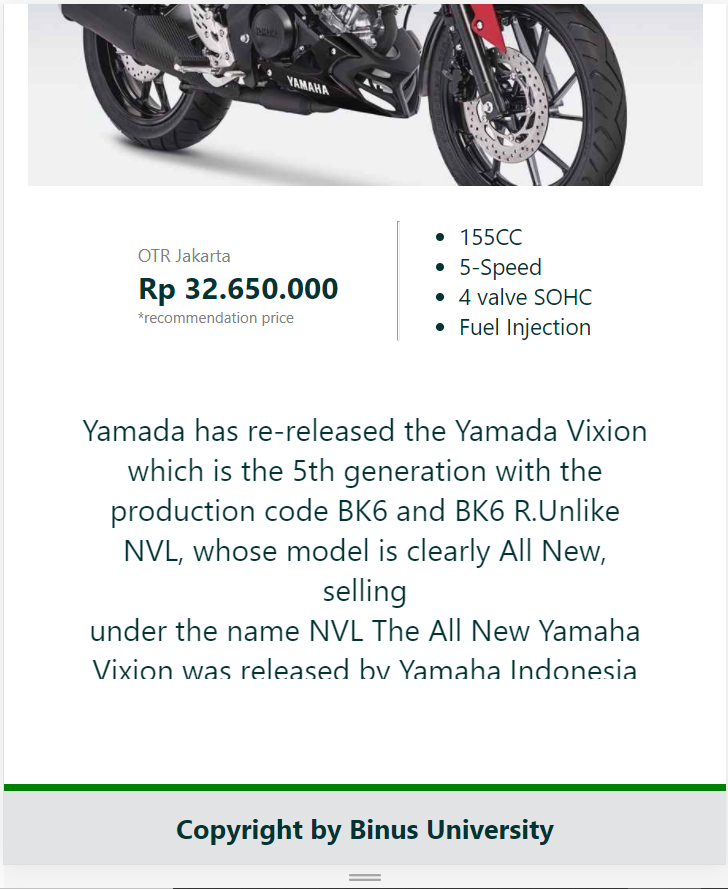 YAMAHA
OTR Jakarta
Rp 32.650.000
*recommendation price
155CC
5-Speed
4 valve SOHC
Fuel Injection
Yamada has re-released the Yamada Vixion
which is the 5th generation with the
production code BK6 and BK6 R.Unlike
NVL, whose model is clearly All New,
selling
under the name NVL The All New Yamaha
Vixion was released by Yamaha Indonesia
Copyright by Binus University